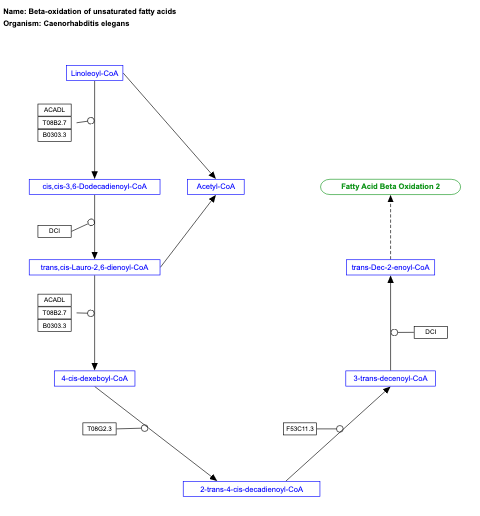 Name: Beta-oxidation of unsaturated fatty acids
Organism: Caenorhabditis elegans
Linoleoyl-CoA
ACADL
T08B2.7
B0303.3
cis,cis-3,6-Dodecadienoyl-CoA
Acetyl-CoA
Fatty Acid Beta Oxidation 2
DCI
trans,cis-Lauro-2,6-dienoyl-CoA
trans-Dec-2-enoyl-CoA
ACADL
T08B2.7
B0303.3
DCI
4-cis-dexeboyl-CoA
3-trans-decenoyl-CoA
T08G2.3
F53C11.3
2-trans-4-cis-decadienoyl-CoA